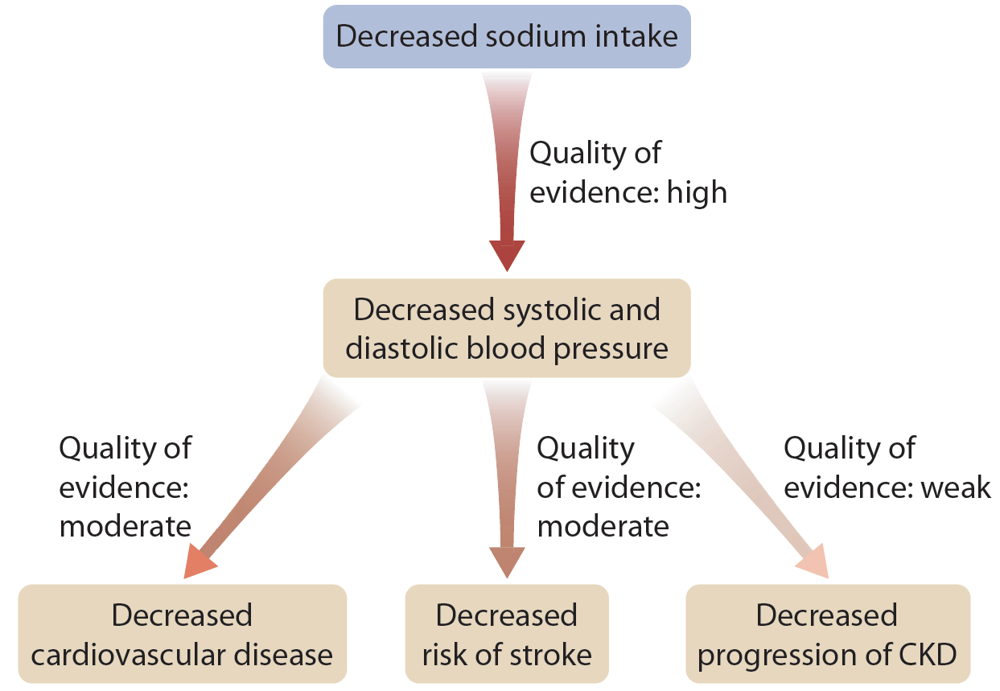 Decreased sodium intake
Quality of
evidence: high
Decreased systolic and
diastolic blood pressure
Quality of
evidence:
moderate
Quality
of evidence:
moderate
Quality of
evidence: weak
Decreased
cardiovascular disease
Decreased
risk of stroke
Decreased
progression of CKD